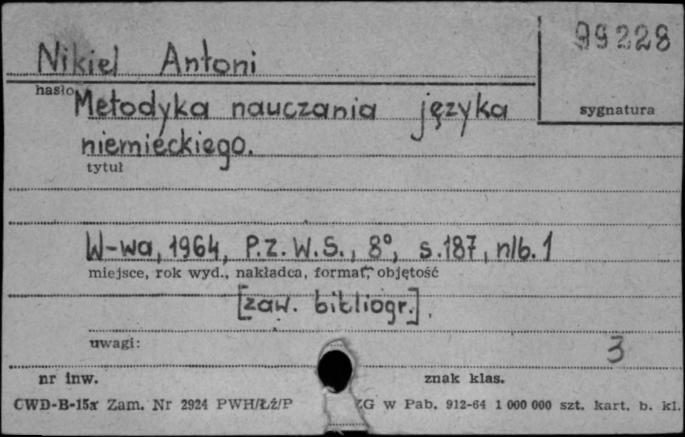 Nikiel Antoni
99228
hasło
sygnatura
Metodyka nauczania języka
niemieckiego.
tytuł
W-wa, 1964, P.Z.W.S., 8°, s.187, nlb. 1
miejsce, rok wyd., nakładca, format, objętość
[zaw. bibliogr.].
uwagi:
3
nr inw.
znak klas.
CWD-B-15a Zam. Nr 2924 PWH/Łź/P
ZG w Pab. 912-64 1 000 000 szt. kart. b. kl.